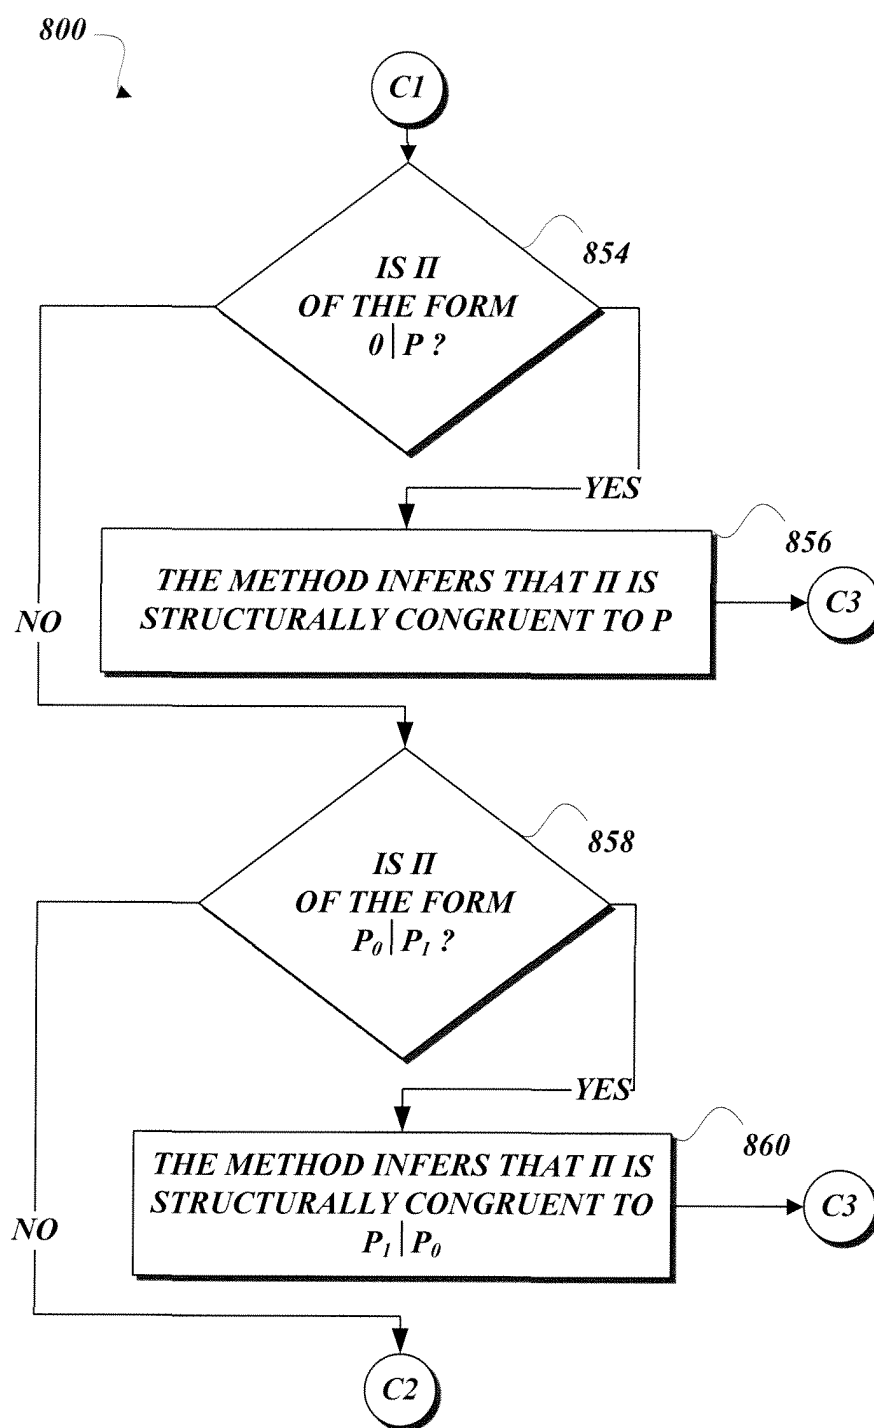 800
C1
854
IS Π
OF THE FORM
0|P ?
YES
856
THE METHOD INFERS THAT Π IS
STRUCTURALLY CONGRUENT TO P
C3
NO
858
IS Π
OF THE FORM
P₀|P₁ ?
YES
860
THE METHOD INFERS THAT Π IS
STRUCTURALLY CONGRUENT TO
P₁|P₀
C3
NO
C2